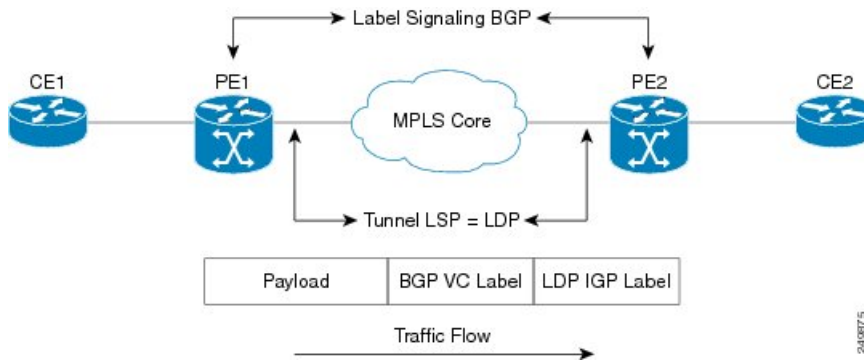 Label Signaling BGP
CE1
PE1
PE2
CE2
MPLS Core
Tunnel LSP = LDP
Payload
BGP VC Label
LDP IGP Label
Traffic Flow
249875